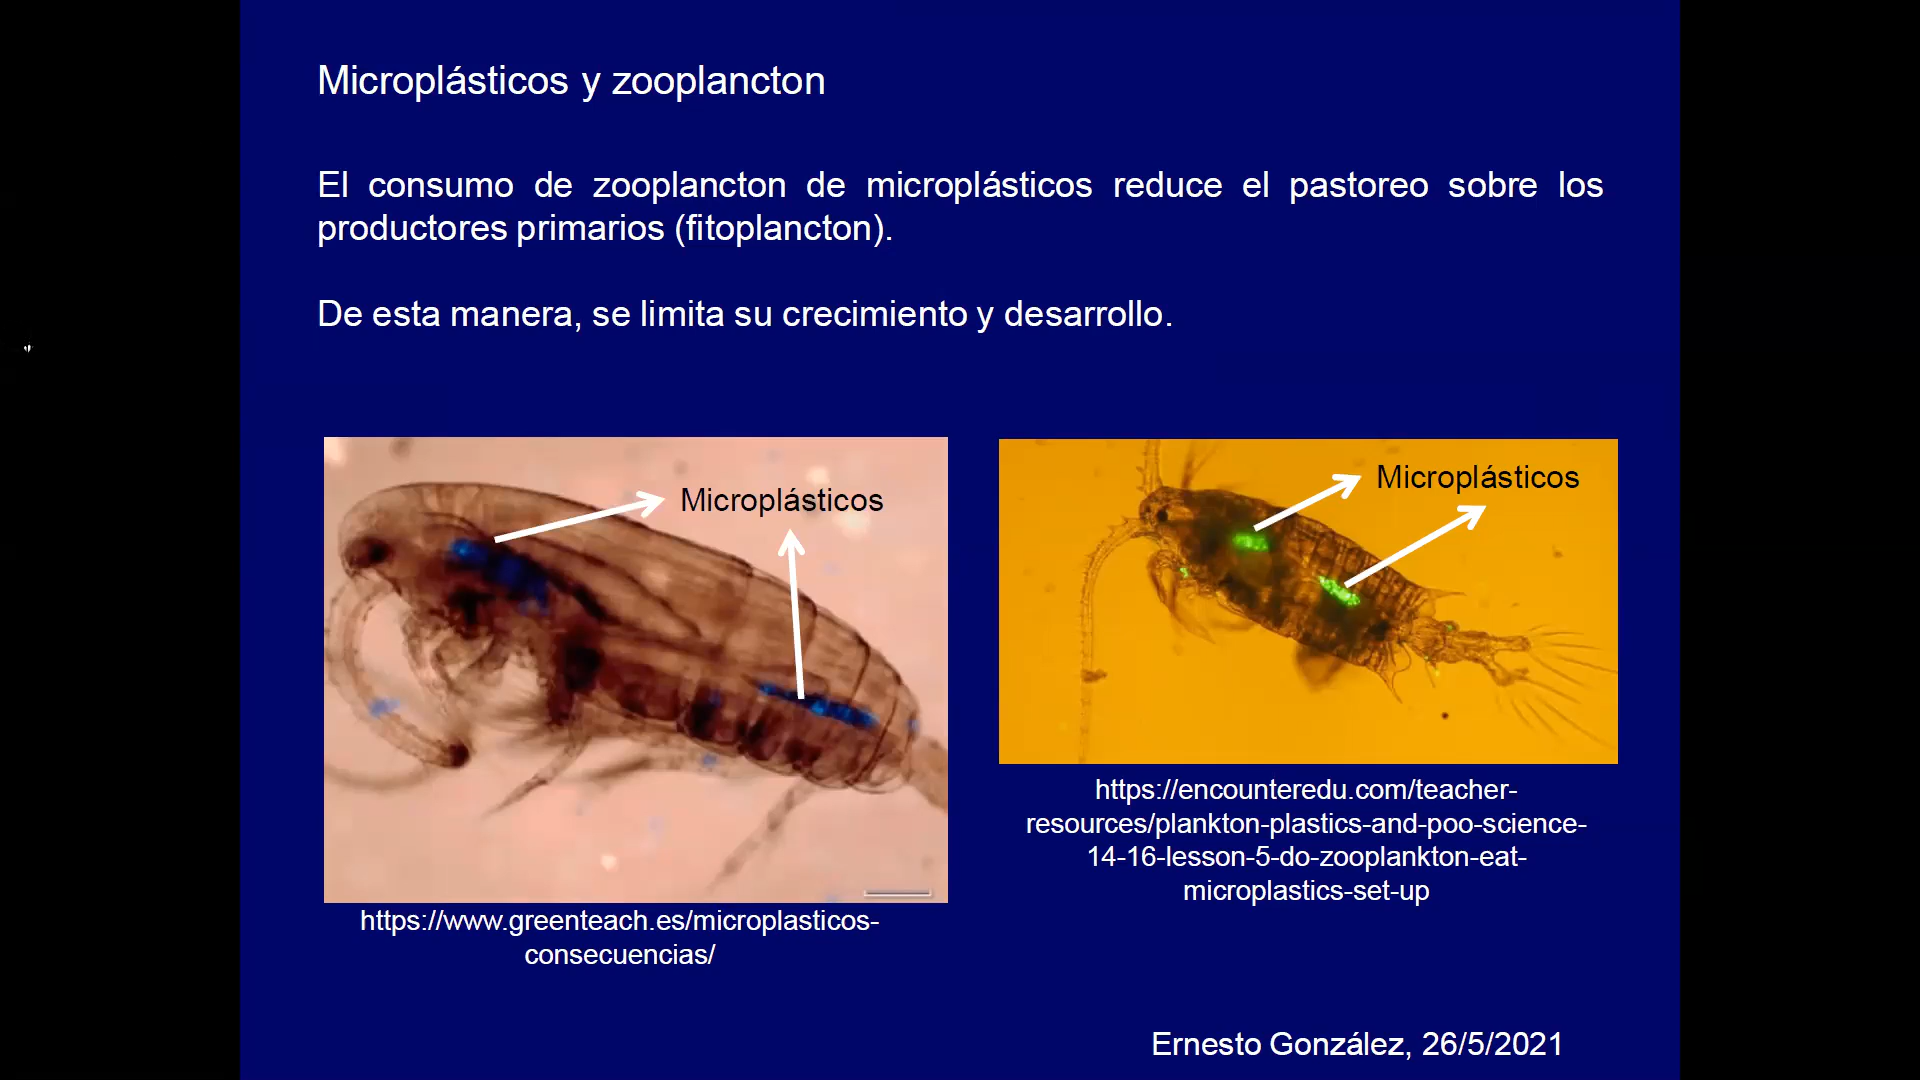 Microplásticos y zooplancton
El consumo de zooplancton de microplásticos reduce el pastoreo sobre los
productores primarios (fitoplancton).
De esta manera, se limita su crecimiento y desarrollo.
Microplásticos
https://www.greenteach.es/microplasticos-
consecuencias/
Microplásticos
https://encounteredu.com/teacher-
resources/plankton-plastics-and-poo-science-
14-16-lesson-5-do-zooplankton-eat-
microplastics-set-up
Ernesto González, 26/5/2021